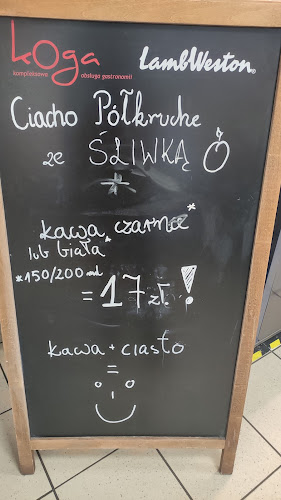 koga
kompleksowa obsługa gastronomii
LambWeston®
Ciacho Półkruche
ze ŚLIWKĄ
*
kawa czarna*
lub biała*
*150/200 ml
= 17 zł. !
kawa + ciasto
=